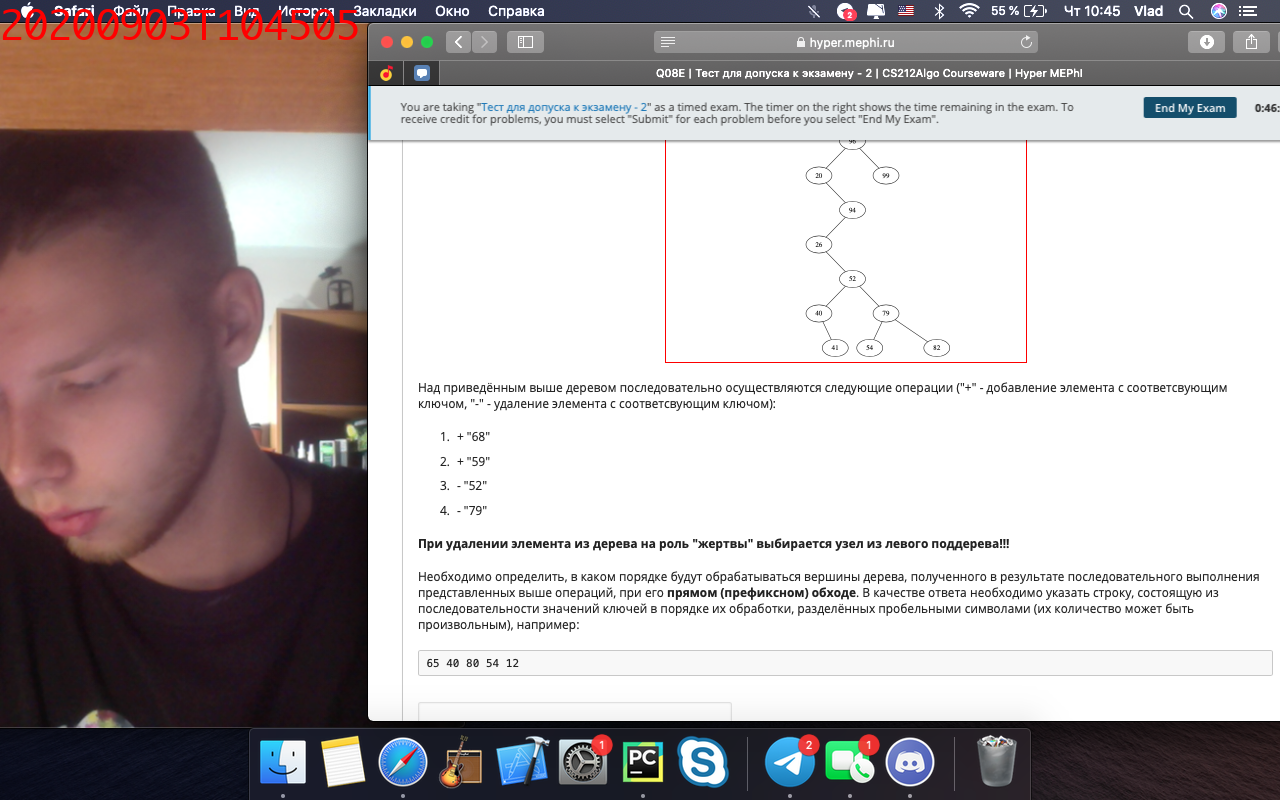 20200903T104505
Safari Файл Правка Вид История Закладки Окно Справка
2 55 % Чт 10:45 Vlad
hyper.mephi.ru
Q08E | Тест для допуска к экзамену - 2 | CS212Algo Courseware | Hyper MEPhI
You are taking "Тест для допуска к экзамену - 2" as a timed exam. The timer on the right shows the time remaining in the exam. To
receive credit for problems, you must select "Submit" for each problem before you select "End My Exam".
End My Exam
0:46:
20 99
94
26
52
40 79
41 54 82
Над приведённым выше деревом последовательно осуществляются следующие операции ("+" - добавление элемента с соответсвующим
ключом, "-" - удаление элемента с соответсвующим ключом):
1. + "68"
2. + "59"
3. - "52"
4. - "79"
При удалении элемента из дерева на роль "жертвы" выбирается узел из левого поддерева!!!
Необходимо определить, в каком порядке будут обрабатываться вершины дерева, полученного в результате последовательного выполнения
представленных выше операций, при его прямом (префиксном) обходе. В качестве ответа необходимо указать строку, состоящую из
последовательности значений ключей в порядке их обработки, разделённых пробельными символами (их количество может быть
произвольным), например:
65 40 80 54 12
1 PC 2 1